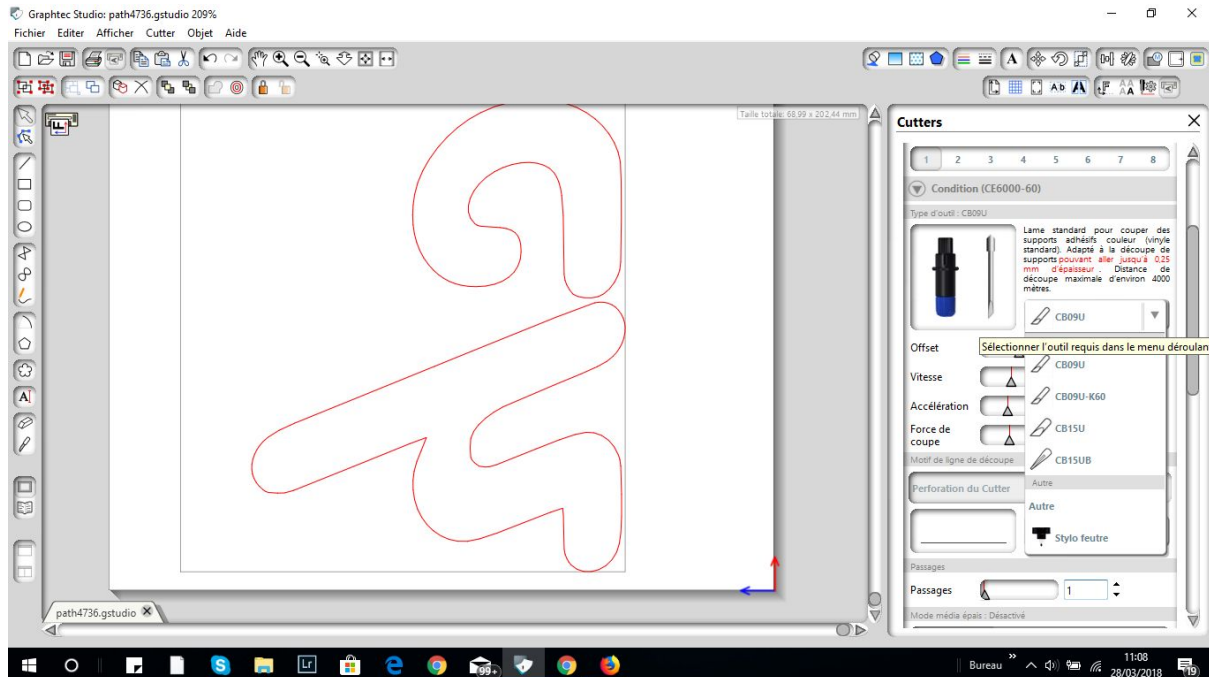 Graphtec Studio: path4736.gstudio 209%
Fichier Editer Afficher Cutter Objet Aide
Taille totale: 68,99 x 202,44 mm
Cutters
1 2 3 4 5 6 7 8
Condition (CE6000-60)
Type d'outil : CB09U
Lame standard pour couper des
supports adhésifs couleur (vinyle
standard). Adapté à la découpe de
supports pouvant aller jusqu'à 0,25
mm d'épaisseur . Distance de
découpe maximale d'environ 4000
mètres.
CB09U
Offset
Sélectionner l'outil requis dans le menu déroulan
CB09U
Vitesse
CB09U-K60
Accélération
CB15U
Force de
coupe
CB15UB
Motif de ligne de découpe
Autre
Perforation du Cutter
Autre
Stylo feutre
Passages
Passages 1
Mode média épais : Désactivé
path4736.gstudio
Lr
99+
Bureau
11:08
28/03/2018
19